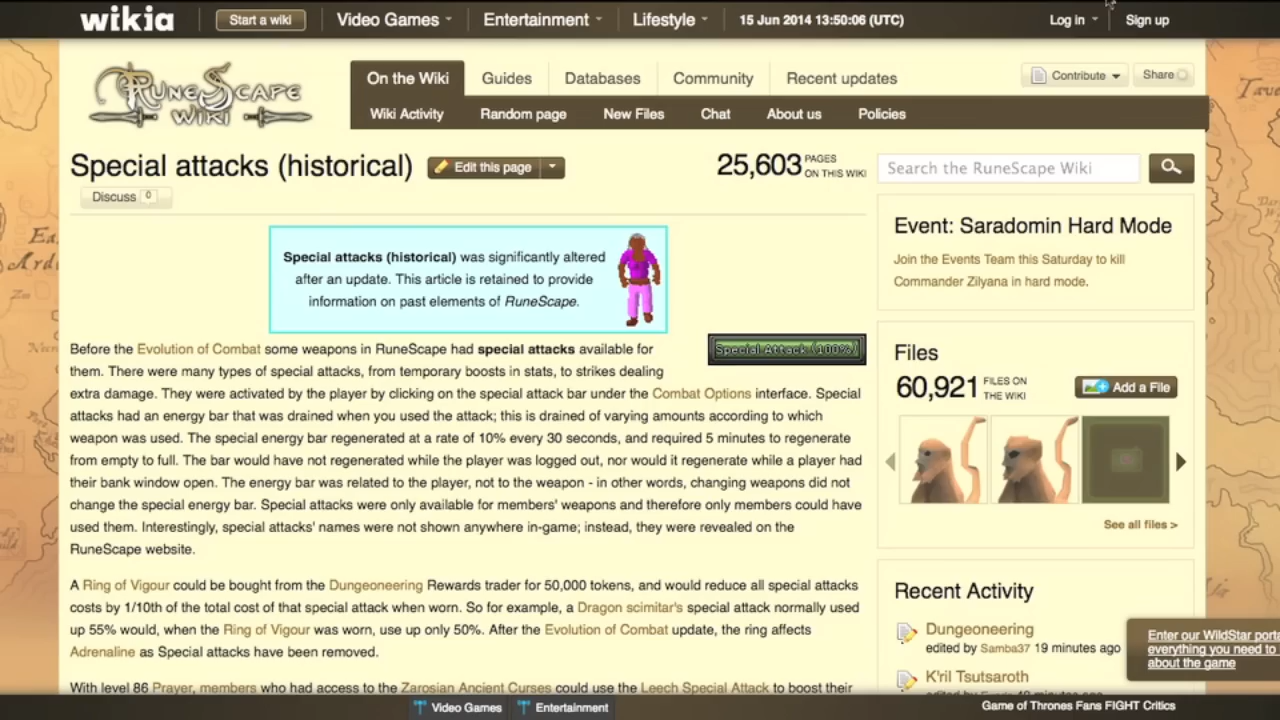 wikia
Start a wiki
Video Games
Entertainment
Lifestyle
15 Jun 2014 13:50:06 (UTC)
Log in
Sign up
RuneScape
Wiki
On the Wiki
Guides
Databases
Community
Recent updates
Contribute
Share
Wiki Activity
Random page
New Files
Chat
About us
Policies
Special attacks (historical)
Edit this page
25,603 PAGES
ON THIS WIKI
Search the RuneScape Wiki
Discuss 0
Special attacks (historical) was significantly altered
after an update. This article is retained to provide
information on past elements of RuneScape.
Special Attack (100%)
Before the Evolution of Combat some weapons in RuneScape had special attacks available for
them. There were many types of special attacks, from temporary boosts in stats, to strikes dealing
extra damage. They were activated by the player by clicking on the special attack bar under the Combat Options interface. Special
attacks had an energy bar that was drained when you used the attack; this is drained of varying amounts according to which
weapon was used. The special energy bar regenerated at a rate of 10% every 30 seconds, and required 5 minutes to regenerate
from empty to full. The bar would have not regenerated while the player was logged out, nor would it regenerate while a player had
their bank window open. The energy bar was related to the player, not to the weapon - in other words, changing weapons did not
change the special energy bar. Special attacks were only available for members' weapons and therefore only members could have
used them. Interestingly, special attacks' names were not shown anywhere in-game; instead, they were revealed on the
RuneScape website.
A Ring of Vigour could be bought from the Dungeoneering Rewards trader for 50,000 tokens, and would reduce all special attacks
costs by 1/10th of the total cost of that special attack when worn. So for example, a Dragon scimitar's special attack normally used
up 55% would, when the Ring of Vigour was worn, use up only 50%. After the Evolution of Combat update, the ring affects
Adrenaline as Special attacks have been removed.
With level 86 Prayer, members who had access to the Zarosian Ancient Curses could use the Leech Special Attack to boost their
Event: Saradomin Hard Mode
Join the Events Team this Saturday to kill
Commander Zilyana in hard mode.
Files
60,921 FILES ON
THE WIKI
Add a File
See all files >
Recent Activity
Dungeoneering
edited by Samba37 19 minutes ago
K'ril Tsutsaroth
Enter our WildStar porta
everything you need to
about the game
Video Games
Entertainment
Game of Thrones Fans FIGHT Critics